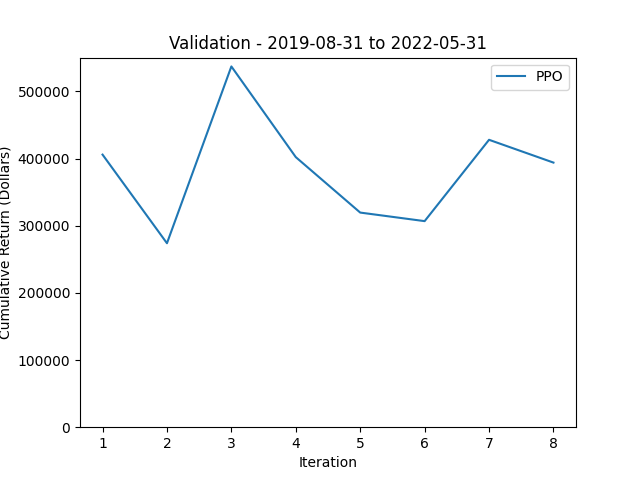 Validation - 2019-08-31 to 2022-05-31
PPO
Cumulative Return (Dollars)
500000
400000
300000
200000
100000
0
1 2 3 4 5 6 7 8
Iteration